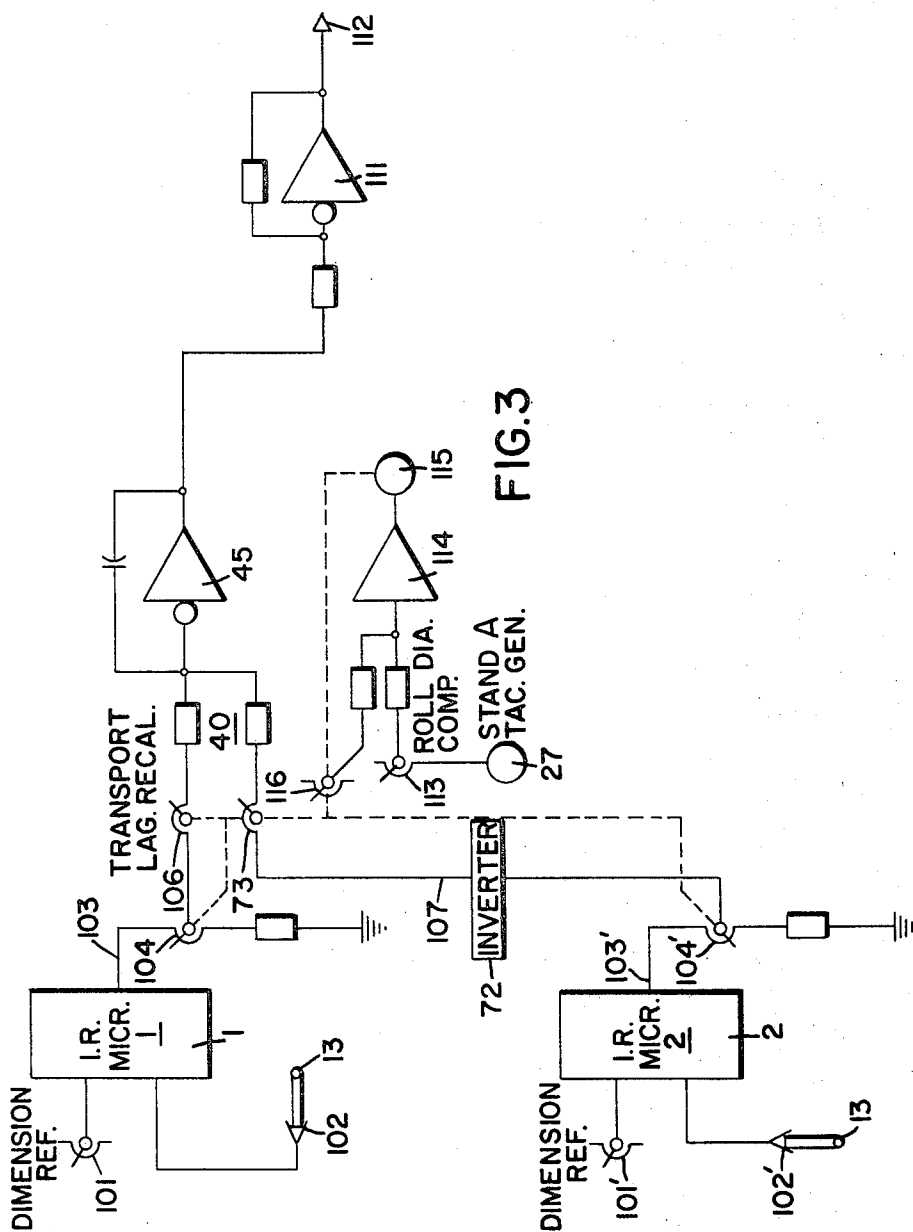 112
111
FIG.3
45
115
114
TRANSPORT
LAG. RECAL.
40
ROLL DIA.
COMP.
STAND A
TAC. GEN.
116
113
27
106
73
103
104
107
INVERTER
72
103'
104'
I.R.
MICR.
1
1
I.R.
MICR.
2
2
DIMENSION
REF.
101
102
13
DIMENSION
REF.
101'
102'
13